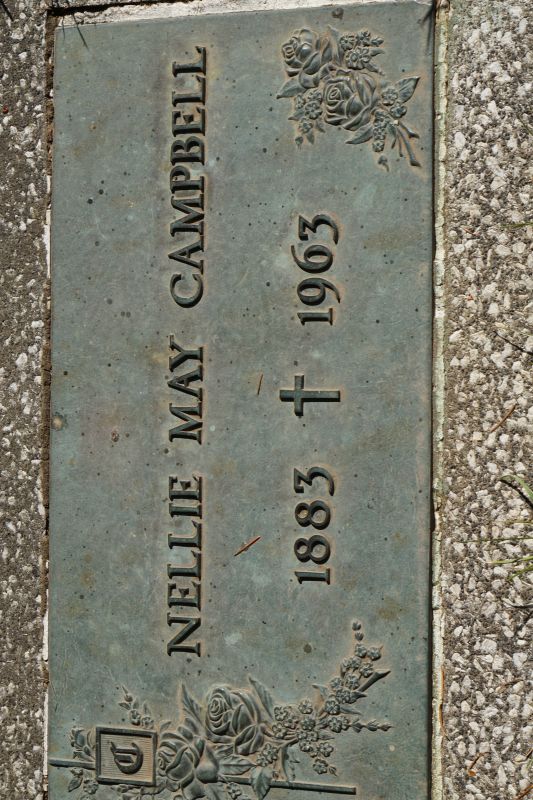 C
NELLIE MAY CAMPBELL
1883 ✝ 1963